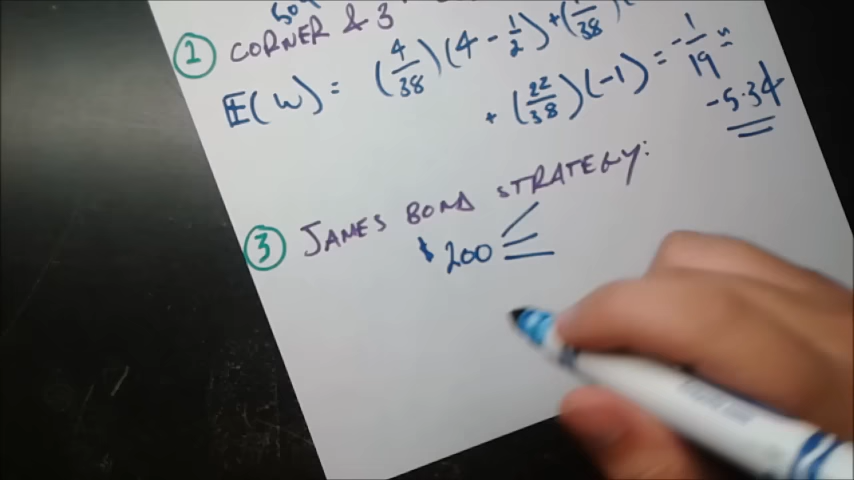 ② CORNER & 3
E(W) = (4/38)(4 - 1/2) + (
+ (22/38)(-1) = -1/19 "
-5.34
③ JAMES BOND STRATEGY:
$200